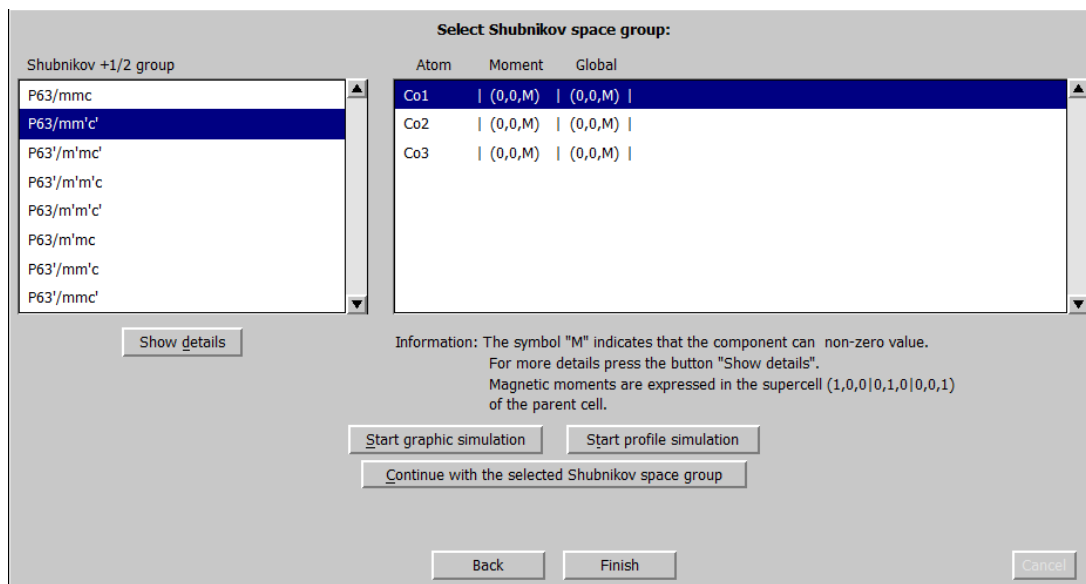 Select Shubnikov space group:
Shubnikov +1/2 group
Atom Moment Global
P63/mmc
P63/mm'c'
P63'/m'mc'
P63'/m'm'c
P63/m'm'c'
P63/m'mc
P63'/mm'c
P63'/mmc'
Co1 | (0,0,M) | (0,0,M) |
Co2 | (0,0,M) | (0,0,M) |
Co3 | (0,0,M) | (0,0,M) |
Show details
Information: The symbol "M" indicates that the component can non-zero value.
For more details press the button "Show details".
Magnetic moments are expressed in the supercell (1,0,0|0,1,0|0,0,1)
of the parent cell.
Start graphic simulation
Start profile simulation
Continue with the selected Shubnikov space group
Back
Finish
Cancel